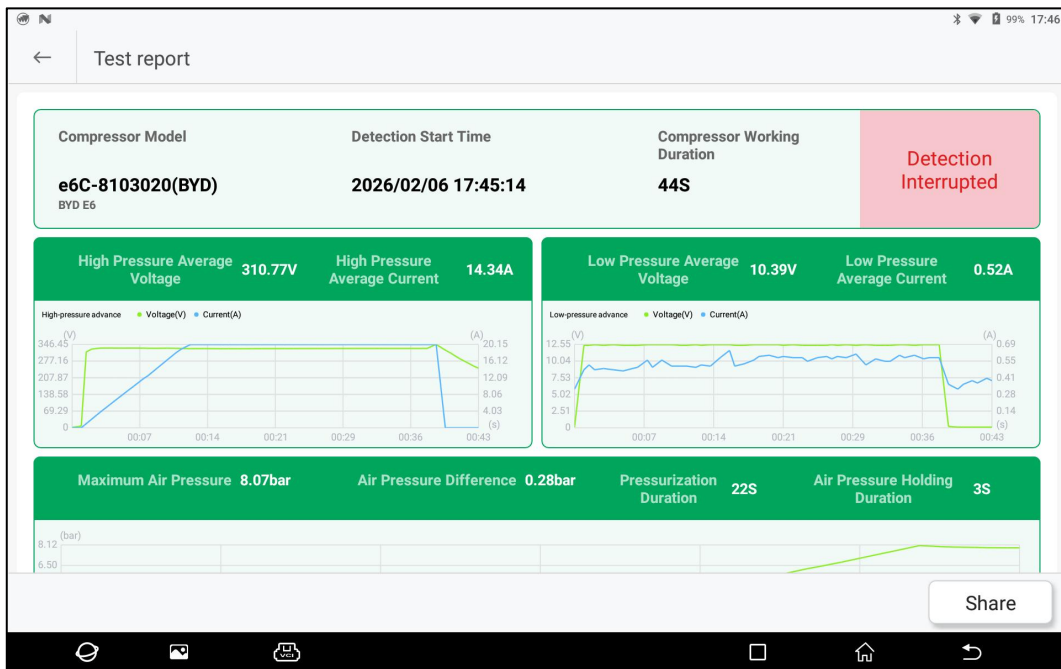 99% 17:46
Test report
Compressor Model
Detection Start Time
Compressor Working
Duration
e6C-8103020(BYD)
2026/02/06 17:45:14
44S
BYD E6
Detection
Interrupted
High Pressure Average
Voltage
310.77V
High Pressure
Average Current
14.34A
Low Pressure Average
Voltage
10.39V
Low Pressure
Average Current
0.52A
High-pressure advance Voltage(V) Current(A)
(V)
346.45
277.16
207.87
138.58
69.29
0
(A)
20.15
16.12
12.09
8.06
4.03
(s)
00:07 00:14 00:21 00:29 00:36 00:43
Low-pressure advance Voltage(V) Current(A)
(V)
12.55
10.04
7.53
5.02
2.51
0
(A)
0.69
0.55
0.41
0.28
0.14
(s)
00:07 00:14 00:21 00:29 00:36 00:43
Maximum Air Pressure 8.07bar
Air Pressure Difference 0.28bar
Pressurization
Duration
22S
Air Pressure Holding
Duration
3S
(bar)
8.12
6.50
Share
VCI